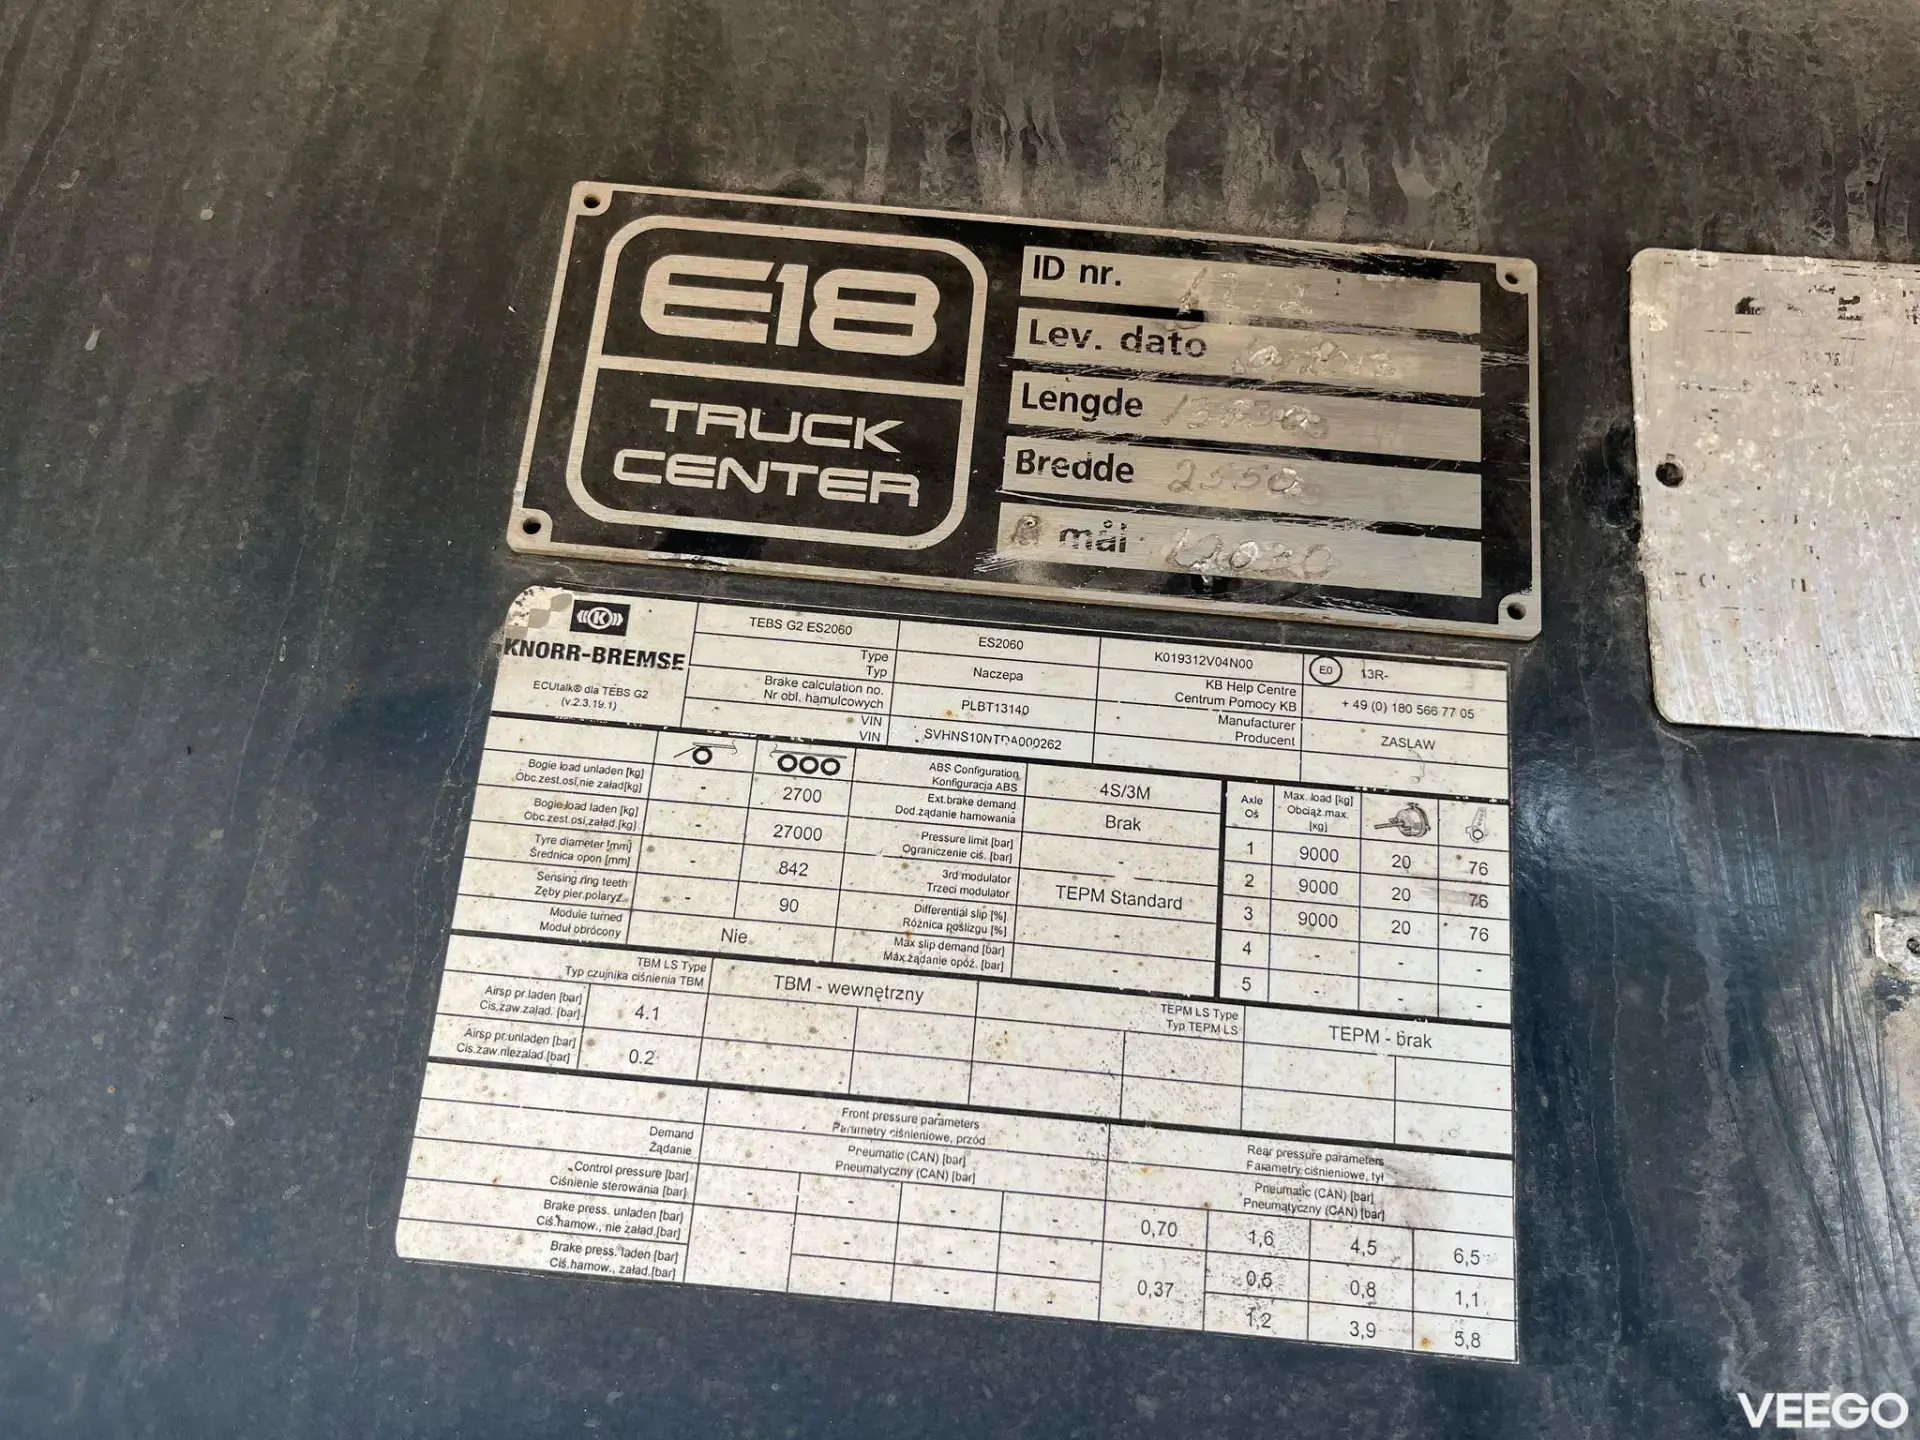 E18
TRUCK
CENTER
ID nr.
Lev. dato
Lengde
Bredde 2550
mål
KNORR-BREMSE
ECUtalk® dla TEBS G2
(v.2.3.19.1)
TEBS G2 ES2060 ES2060 K019312V04N00 E0 13R-
Type
Typ
Naczepa
KB Help Centre
Centrum Pomocy KB
+ 49 (0) 180 566 77 05
Brake calculation no.
Nr obl. hamulcowych
PLBT13140
Manufacturer
Producent
ZASLAW
VIN
VIN
Bogie load unladen [kg]
Obc.zest.osi,nie załad[kg]
- 2700
Bogie load laden [kg]
Obc.zest.osi,załad.[kg]
- 27000
Tyre diameter [mm]
Średnica opon [mm]
- 842
Sensing ring teeth
Zęby pier.polaryz.
- 90
Module turned
Moduł obrócony
Nie
ABS Configuration
Konfiguracja ABS
4S/3M
Ext.brake demand
Dod.żądanie hamowania
Brak
Pressure limit [bar]
Ograniczenie ciś. [bar]
-
3rd modulator
Trzeci modulator
TEPM Standard
Differential slip [%]
Różnica poślizgu [%]
-
Max slip demand [bar]
Max.żądanie opóź. [bar]
-
Axle
Oś
Max. load [kg]
Obciąż.max.
[kg]
1 9000 20 76
2 9000 20 76
3 9000 20 76
4 - - -
5 - - -
TBM LS Type
Typ czujnika ciśnienia TBM
TBM - wewnętrzny
TEPM LS Type
Typ TEPM LS
TEPM - brak
Airsp pr.laden [bar]
Cis.zaw.załad. [bar]
4.1
Airsp pr.unladen [bar]
Cis.zaw.niezalad.[bar]
0.2
Front pressure parameters
Parametry ciśnieniowe, przód
Rear pressure parameters
Parametry ciśnieniowe, tył
Demand
Żądanie
Pneumatic (CAN) [bar]
Pneumatyczny (CAN) [bar]
Pneumatic (CAN) [bar]
Pneumatyczny (CAN) [bar]
Control pressure [bar]
Ciśnienie sterowania [bar]
- - - - 0,70 1,6 4,5 6,5
Brake press. unladen [bar]
Ciś.hamow., nie załad.[bar]
- - - - 0,37 0,5 0,8 1,1
Brake press. laden [bar]
Ciś.hamow., załad.[bar]
- - - 1,2 3,9 5,8
VEEGO